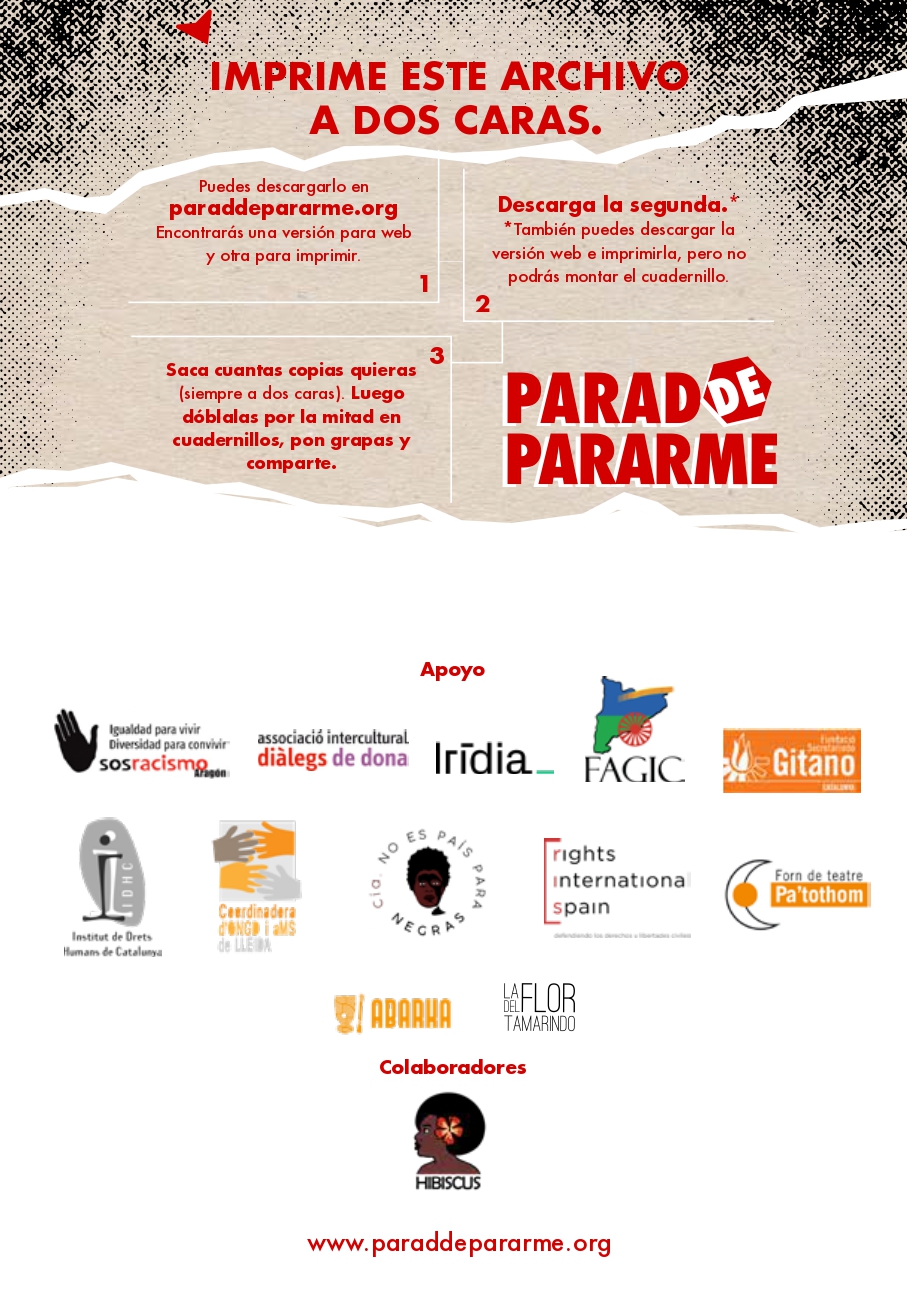 IMPRIME ESTE ARCHIVO
A DOS CARAS.
Puedes descargarlo en
paraddepararme.org
Encontrarás una versión para web
y otra para imprimir.
1
Descarga la segunda.*
*También puedes descargar la
versión web e imprimirla, pero no
podrás montar el cuadernillo.
2
3
Saca cuantas copias quieras
(siempre a dos caras). Luego
dóblalas por la mitad en
cuadernillos, pon grapas y
comparte.
PARAD DE
PARARME
Apoyo
Igualdad para vivir
Diversidad para convivir
sosracismo
Aragón
associació intercultural
diàlegs de dona
Irídia_
FAGIC
Fundació
Secretariado
Gitano
CATALUNYA
IDHC
Institut de Drets
Humans de Catalunya
Coordinadora
d'ONGD i aMS
de LLEIDA
Cía. NO ES PAÍS PARA
NEGRAS
rights
international
spain
defendiendo los derechos y libertades civiles
Forn de teatre
Pa'tothom
ABARKA
LA FLOR
DEL
TAMARINDO
Colaboradores
HIBISCUS
www.paraddepararme.org